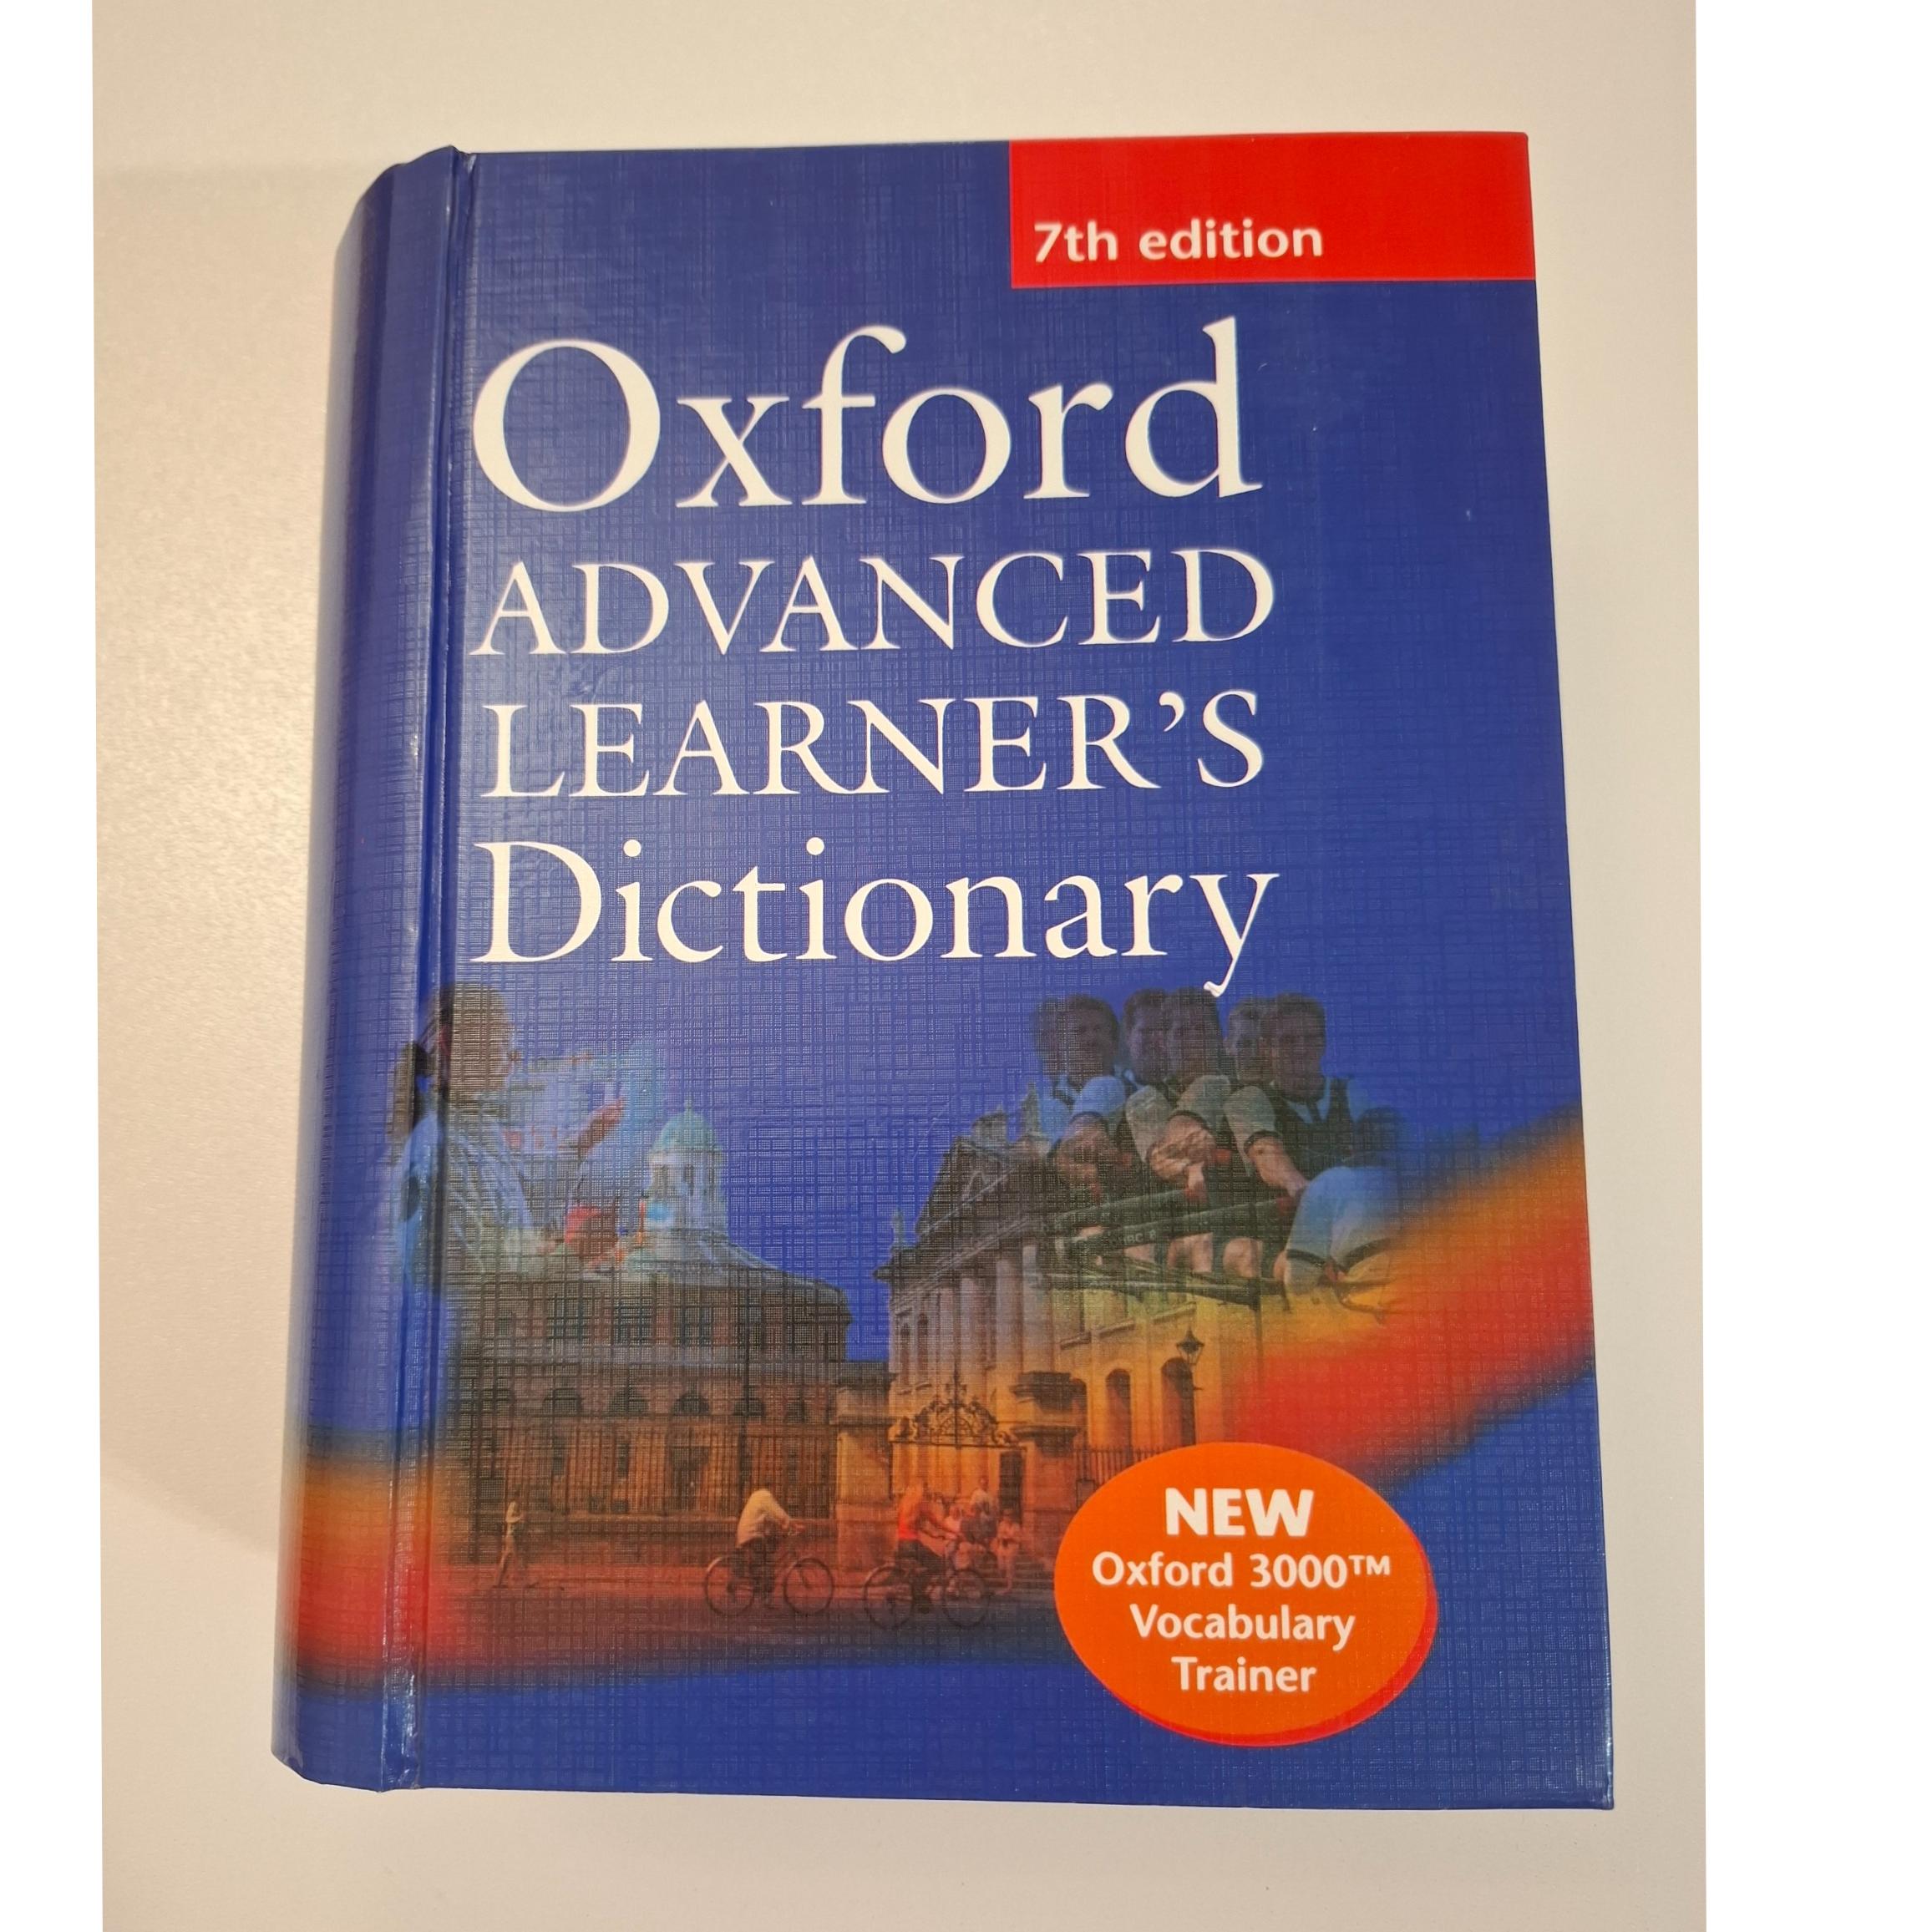 7th edition
Oxford
ADVANCED
LEARNER'S
Dictionary
NEW
Oxford 3000™
Vocabulary
Trainer